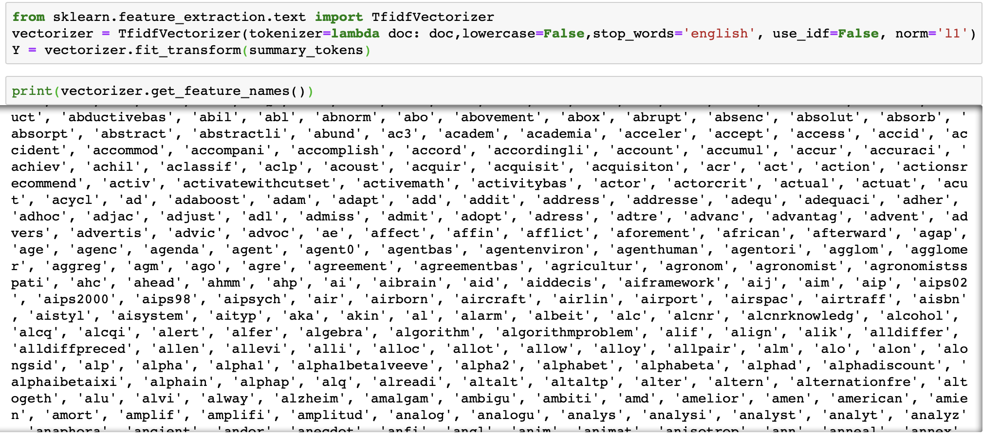 from sklearn.feature_extraction.text import TfidfVectorizer
vectorizer = TfidfVectorizer(tokenizer=lambda doc: doc,lowercase=False,stop_words='english', use_idf=False, norm='l1')
Y = vectorizer.fit_transform(summary_tokens)
print(vectorizer.get_feature_names())
uct', 'abductivebas', 'abil', 'abl', 'abnorm', 'abo', 'abovement', 'abox', 'abrupt', 'absenc', 'absolut', 'absorb', '
absorpt', 'abstract', 'abstractli', 'abund', 'ac3', 'academ', 'academia', 'acceler', 'accept', 'access', 'accid', 'ac
cident', 'accommod', 'accompani', 'accomplish', 'accord', 'accordingli', 'account', 'accumul', 'accur', 'accuraci', '
achiev', 'achil', 'aclassif', 'aclp', 'acoust', 'acquir', 'acquisit', 'acquisiton', 'acr', 'act', 'action', 'actionsr
ecommend', 'activ', 'activatewithcutset', 'activemath', 'activitybas', 'actor', 'actorcrit', 'actual', 'actuat', 'acu
t', 'acycl', 'ad', 'adaboost', 'adam', 'adapt', 'add', 'addit', 'address', 'addresse', 'adequ', 'adequaci', 'adher',
'adhoc', 'adjac', 'adjust', 'adl', 'admiss', 'admit', 'adopt', 'adress', 'adtre', 'advanc', 'advantag', 'advent', 'ad
vers', 'advertis', 'advic', 'advoc', 'ae', 'affect', 'affin', 'afflict', 'aforement', 'african', 'afterward', 'agap',
'age', 'agenc', 'agenda', 'agent', 'agent0', 'agentbas', 'agentenviron', 'agenthuman', 'agentori', 'agglom', 'agglome
r', 'aggreg', 'agm', 'ago', 'agre', 'agreement', 'agreementbas', 'agricultur', 'agronom', 'agronomist', 'agronomistss
pati', 'ahc', 'ahead', 'ahmm', 'ahp', 'ai', 'aibrain', 'aid', 'aiddecis', 'aiframework', 'aij', 'aim', 'aip', 'aips02
', 'aips2000', 'aips98', 'aipsych', 'air', 'airborn', 'aircraft', 'airlin', 'airport', 'airspac', 'airtraff', 'aisbn'
, 'aistyl', 'aisystem', 'aityp', 'aka', 'akin', 'al', 'alarm', 'albeit', 'alc', 'alcnr', 'alcnrknowledg', 'alcohol',
'alcq', 'alcqi', 'alert', 'alfer', 'algebra', 'algorithm', 'algorithmproblem', 'alif', 'align', 'alik', 'alldiffer',
'alldiffpreced', 'allen', 'allevi', 'alli', 'alloc', 'allot', 'allow', 'alloy', 'allpair', 'alm', 'alo', 'alon', 'alo
ngsid', 'alp', 'alpha', 'alpha1', 'alpha1beta1veeve', 'alpha2', 'alphabet', 'alphabeta', 'alphad', 'alphadiscount', '
alphaibetaixi', 'alphain', 'alphap', 'alq', 'alreadi', 'altalt', 'altaltp', 'alter', 'altern', 'alternationfre', 'alt
ogeth', 'alu', 'alvi', 'alway', 'alzheim', 'amalgam', 'ambigu', 'ambiti', 'amd', 'amelior', 'amen', 'american', 'amie
n', 'amort', 'amplif', 'amplifi', 'amplitud', 'analog', 'analogu', 'analys', 'analysi', 'analyst', 'analyt', 'analyz'
'anaphora', 'ancient', 'andor', 'anecdot', 'anfi', 'angl', 'anim', 'animat', 'anisotrop', 'ann', 'anneal', 'annex',